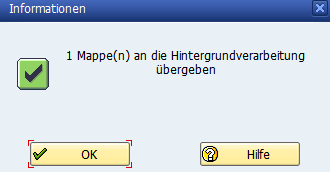 Informationen
1 Mappe(n) an die Hintergrundverarbeitung
übergeben
OK
Hilfe